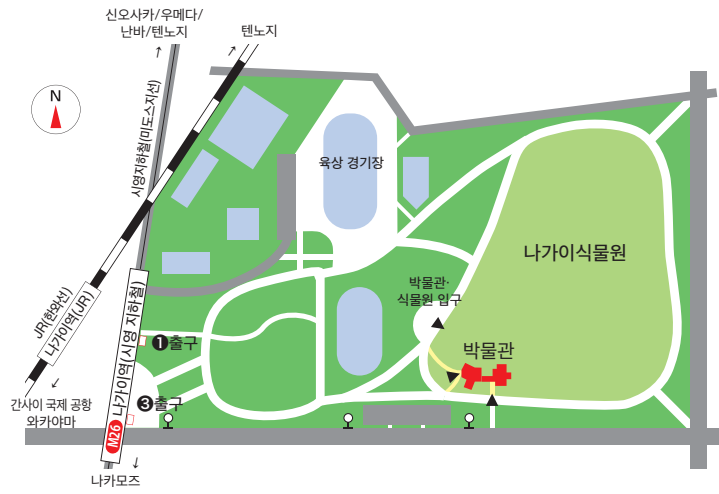 신오사카/우메다/
난바/텐노지
텐노지
N
시영지하철(미도스지선)
육상 경기장
나가이식물원
박물관·
식물원 입구
JR(한와선)
나가이역(JR)
나가이역(시영 지하철)
M26
❶출구
박물관
❸출구
간사이 국제 공항
와카야마
나카모즈